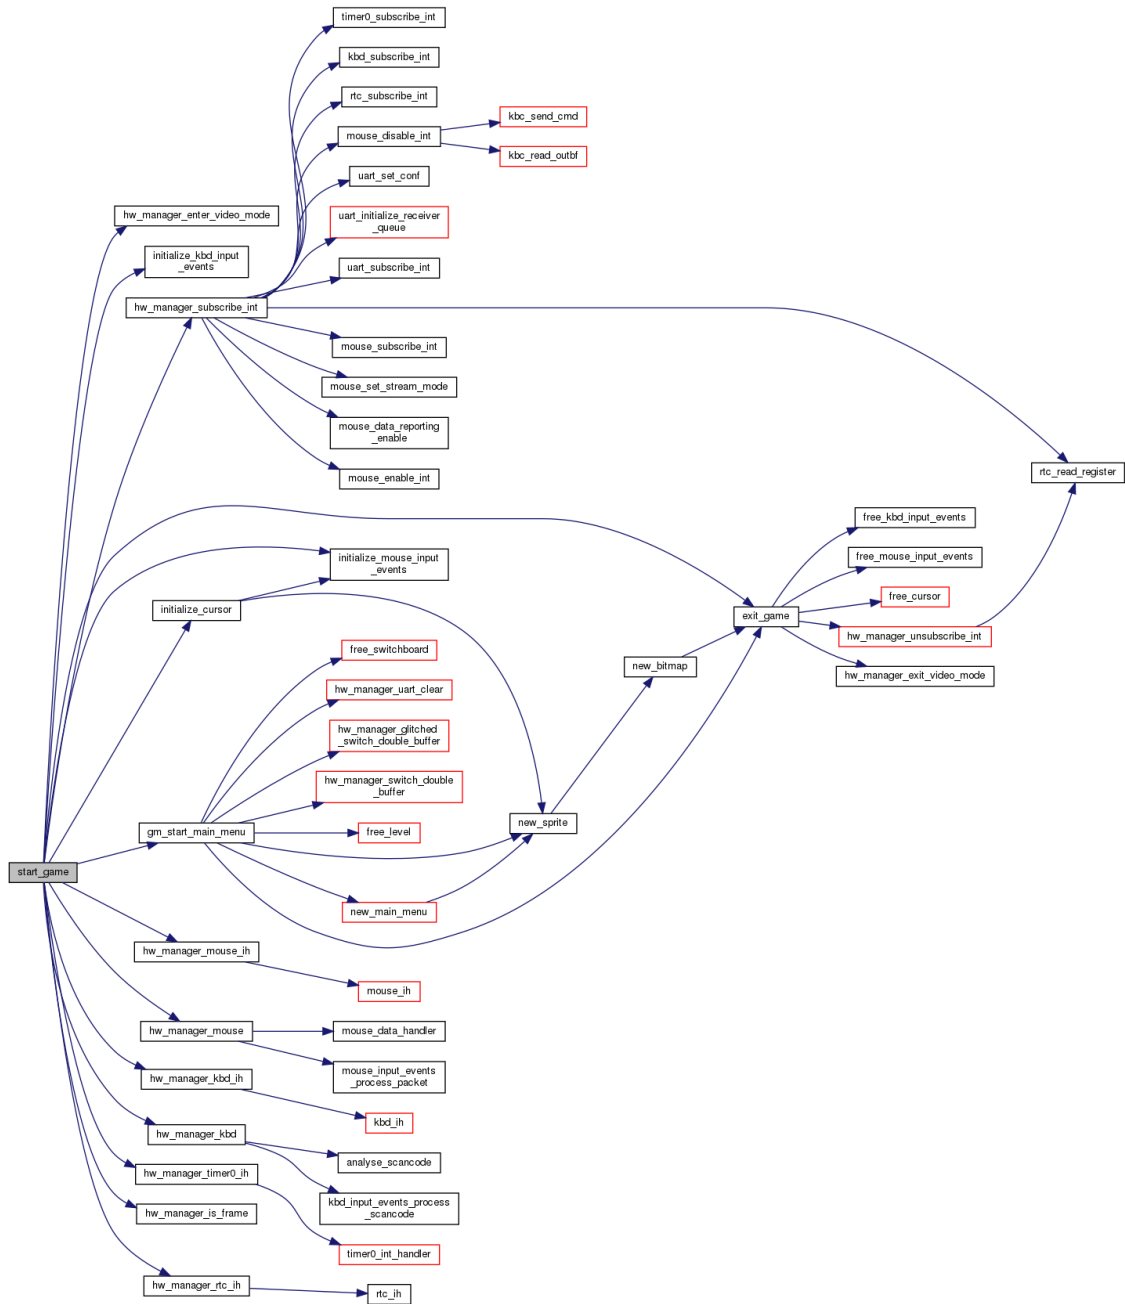 timer0_subscribe_int
kbd_subscribe_int
rtc_subscribe_int
kbc_send_cmd
mouse_disable_int
kbc_read_outbf
uart_set_conf
hw_manager_enter_video_mode
uart_initialize_receiver
_queue
initialize_kbd_input
_events
uart_subscribe_int
hw_manager_subscribe_int
mouse_subscribe_int
mouse_set_stream_mode
mouse_data_reporting
_enable
rtc_read_register
mouse_enable_int
free_kbd_input_events
initialize_mouse_input
_events
free_mouse_input_events
free_cursor
initialize_cursor
exit_game
hw_manager_unsubscribe_int
free_switchboard
new_bitmap
hw_manager_exit_video_mode
hw_manager_uart_clear
hw_manager_glitched
_switch_double_buffer
hw_manager_switch_double
_buffer
new_sprite
gm_start_main_menu
free_level
start_game
new_main_menu
hw_manager_mouse_ih
mouse_ih
hw_manager_mouse
mouse_data_handler
mouse_input_events
_process_packet
hw_manager_kbd_ih
kbd_ih
hw_manager_kbd
analyse_scancode
hw_manager_timer0_ih
kbd_input_events_process
_scancode
hw_manager_is_frame
timer0_int_handler
hw_manager_rtc_ih
rtc_ih